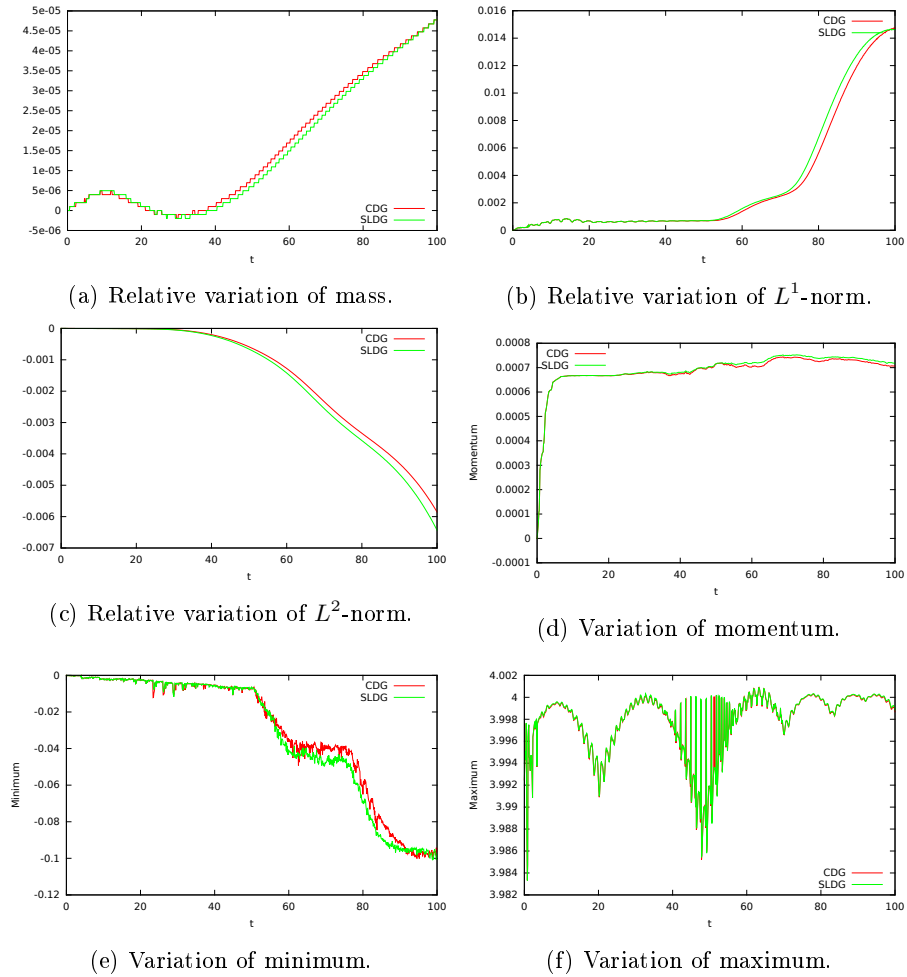 5e-05
4.5e-05
4e-05
3.5e-05
3e-05
2.5e-05
2e-05
1.5e-05
1e-05
5e-06
0
-5e-06
0 20 40 60 80 100
t
CDG
SLDG
(a) Relative variation of mass.
0.016
0.014
0.012
0.01
0.008
0.006
0.004
0.002
0
0 20 40 60 80 100
t
CDG
SLDG
(b) Relative variation of L¹-norm.
0
-0.001
-0.002
-0.003
-0.004
-0.005
-0.006
-0.007
0 20 40 60 80 100
t
CDG
SLDG
(c) Relative variation of L²-norm.
0.0008
0.0007
0.0006
0.0005
0.0004
0.0003
0.0002
0.0001
0
-0.0001
0 20 40 60 80 100
Momentum
t
CDG
SLDG
(d) Variation of momentum.
0
-0.02
-0.04
-0.06
-0.08
-0.1
-0.12
0 20 40 60 80 100
Minimum
t
CDG
SLDG
(e) Variation of minimum.
4.002
4
3.998
3.996
3.994
3.992
3.99
3.988
3.986
3.984
3.982
0 20 40 60 80 100
Maximum
t
CDG
SLDG
(f) Variation of maximum.